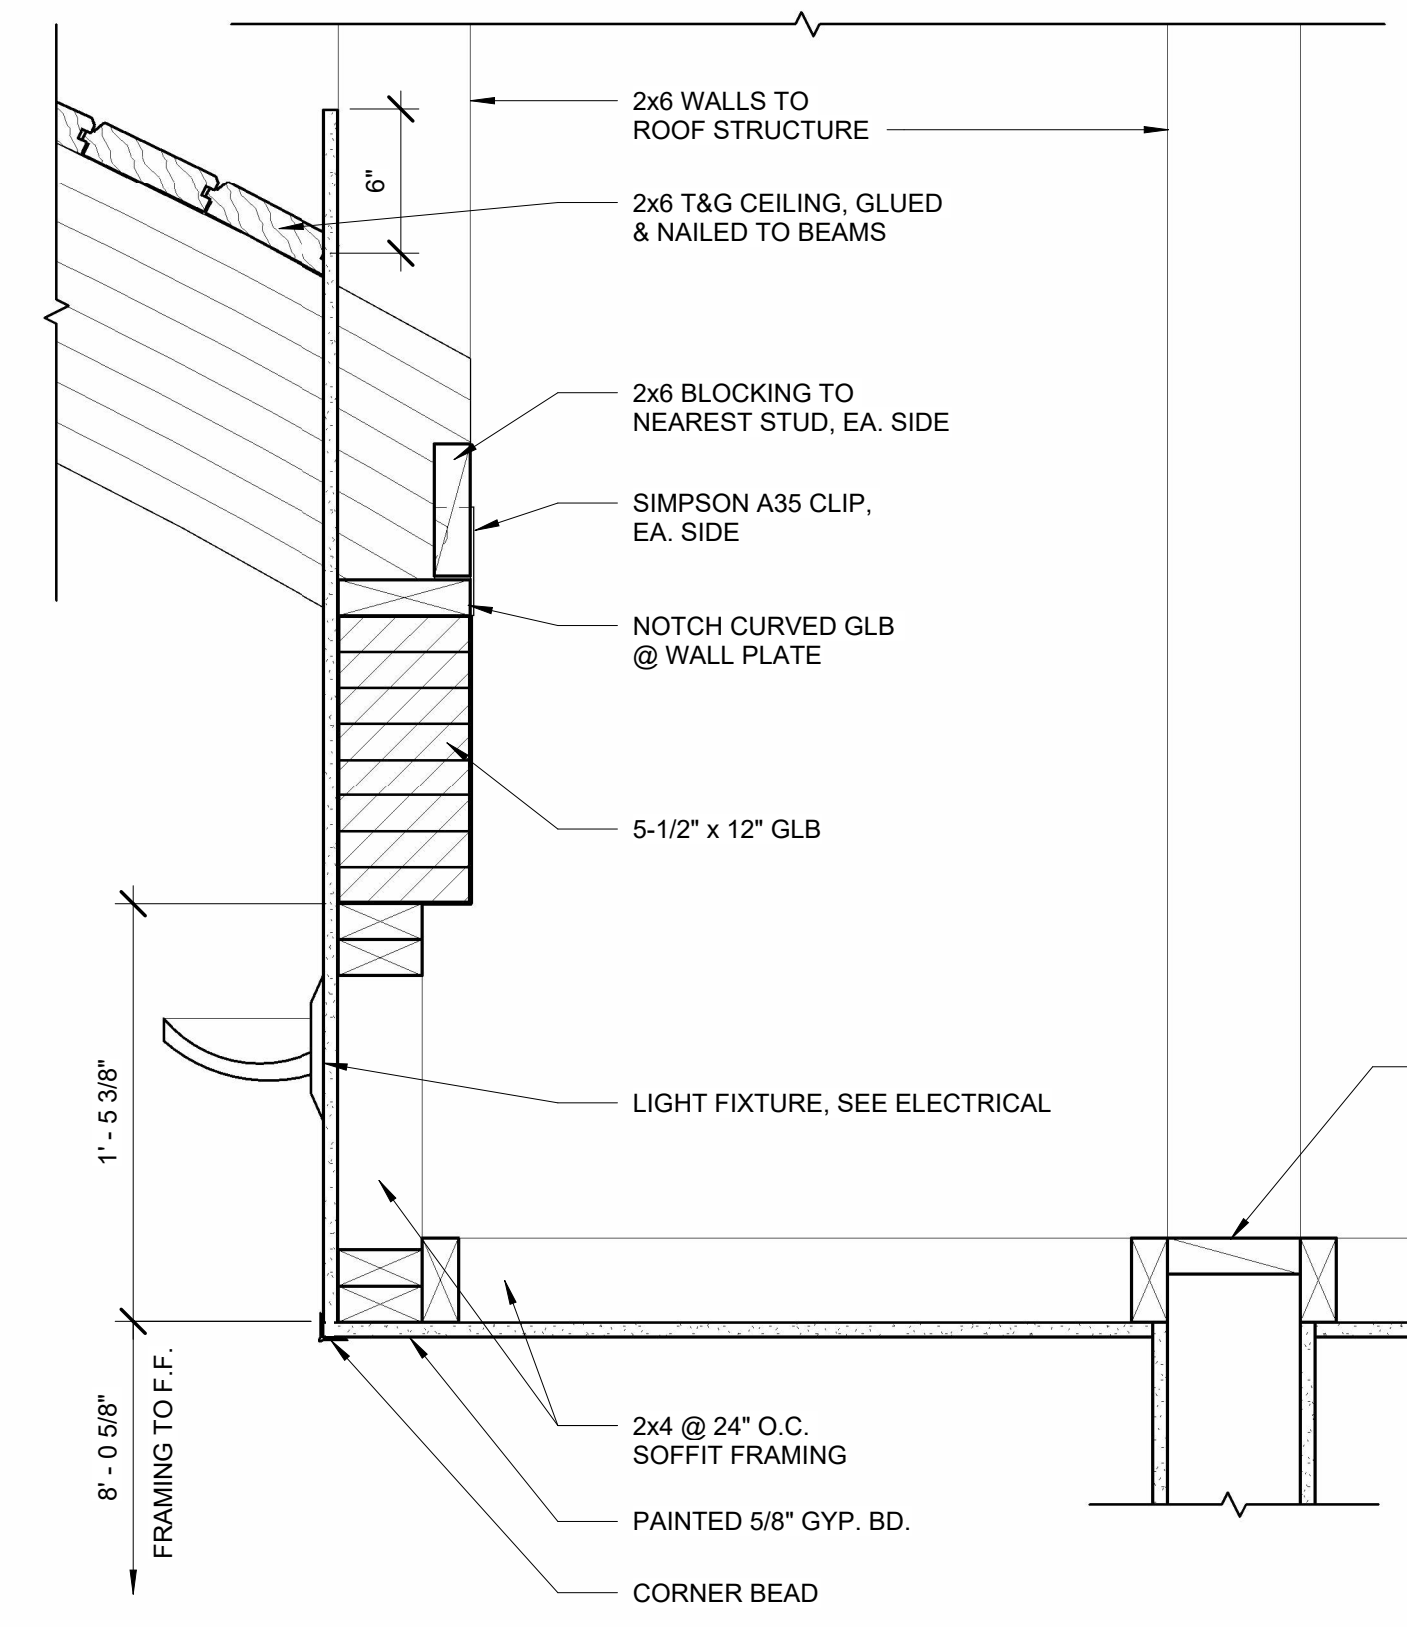 2x6 WALLS TO
ROOF STRUCTURE
6"
2x6 T&G CEILING, GLUED
& NAILED TO BEAMS
2x6 BLOCKING TO
NEAREST STUD, EA. SIDE
SIMPSON A35 CLIP,
EA. SIDE
NOTCH CURVED GLB
@ WALL PLATE
5-1/2" x 12" GLB
1' - 5 3/8"
LIGHT FIXTURE, SEE ELECTRICAL
8' - 0 5/8"
FRAMING TO F.F.
2x4 @ 24" O.C.
SOFFIT FRAMING
PAINTED 5/8" GYP. BD.
CORNER BEAD